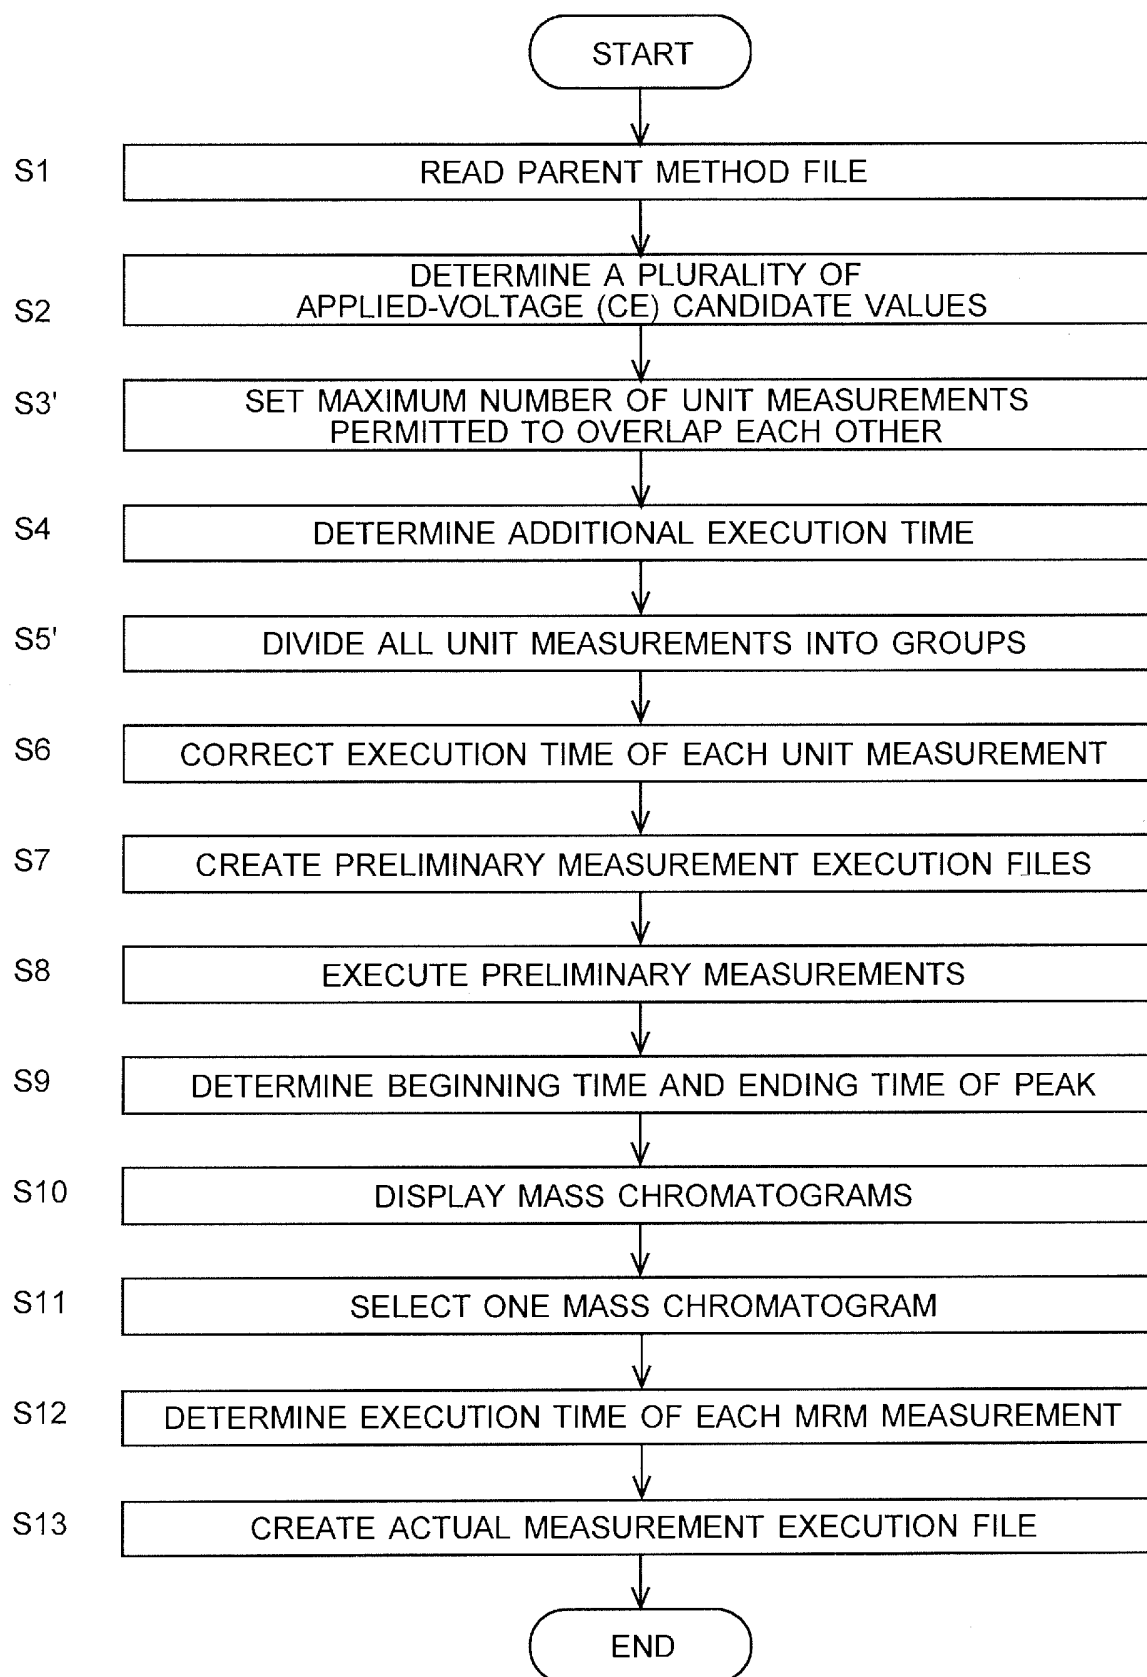 START
S1
READ PARENT METHOD FILE
S2
DETERMINE A PLURALITY OF
APPLIED-VOLTAGE (CE) CANDIDATE VALUES
S3'
SET MAXIMUM NUMBER OF UNIT MEASUREMENTS
PERMITTED TO OVERLAP EACH OTHER
S4
DETERMINE ADDITIONAL EXECUTION TIME
S5'
DIVIDE ALL UNIT MEASUREMENTS INTO GROUPS
S6
CORRECT EXECUTION TIME OF EACH UNIT MEASUREMENT
S7
CREATE PRELIMINARY MEASUREMENT EXECUTION FILES
S8
EXECUTE PRELIMINARY MEASUREMENTS
S9
DETERMINE BEGINNING TIME AND ENDING TIME OF PEAK
S10
DISPLAY MASS CHROMATOGRAMS
S11
SELECT ONE MASS CHROMATOGRAM
S12
DETERMINE EXECUTION TIME OF EACH MRM MEASUREMENT
S13
CREATE ACTUAL MEASUREMENT EXECUTION FILE
END